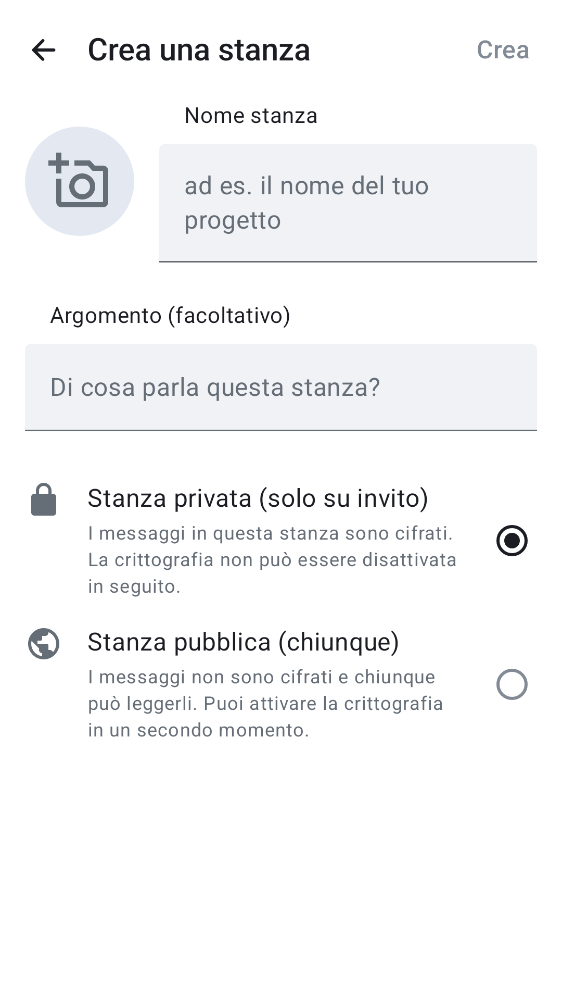 Crea una stanza
Crea
Nome stanza
ad es. il nome del tuo
progetto
Argomento (facoltativo)
Di cosa parla questa stanza?
Stanza privata (solo su invito)
I messaggi in questa stanza sono cifrati.
La crittografia non può essere disattivata
in seguito.
Stanza pubblica (chiunque)
I messaggi non sono cifrati e chiunque
può leggerli. Puoi attivare la crittografia
in un secondo momento.